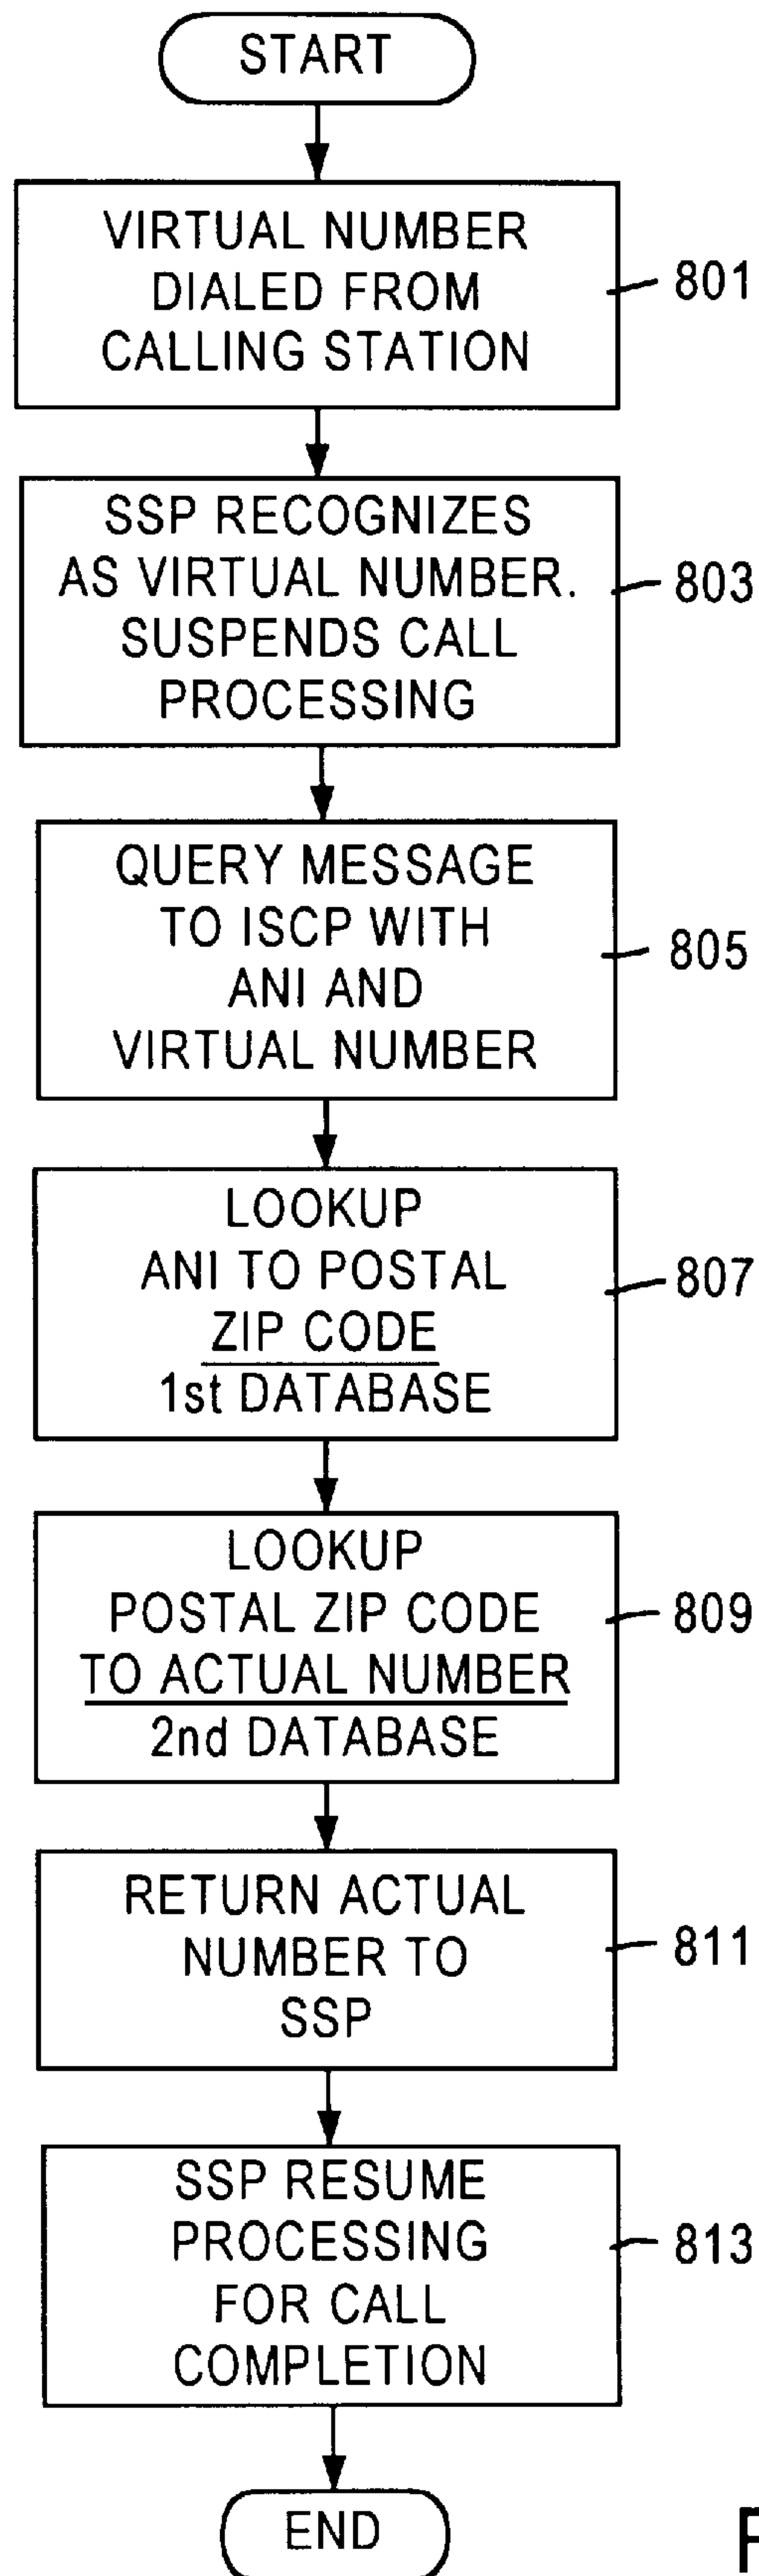 START
VIRTUAL NUMBER
DIALED FROM
CALLING STATION
801
SSP RECOGNIZES
AS VIRTUAL NUMBER.
SUSPENDS CALL
PROCESSING
803
QUERY MESSAGE
TO ISCP WITH
ANI AND
VIRTUAL NUMBER
805
LOOKUP
ANI TO POSTAL
ZIP CODE
1st DATABASE
807
LOOKUP
POSTAL ZIP CODE
TO ACTUAL NUMBER
2nd DATABASE
809
RETURN ACTUAL
NUMBER TO
SSP
811
SSP RESUME
PROCESSING
FOR CALL
COMPLETION
813
END